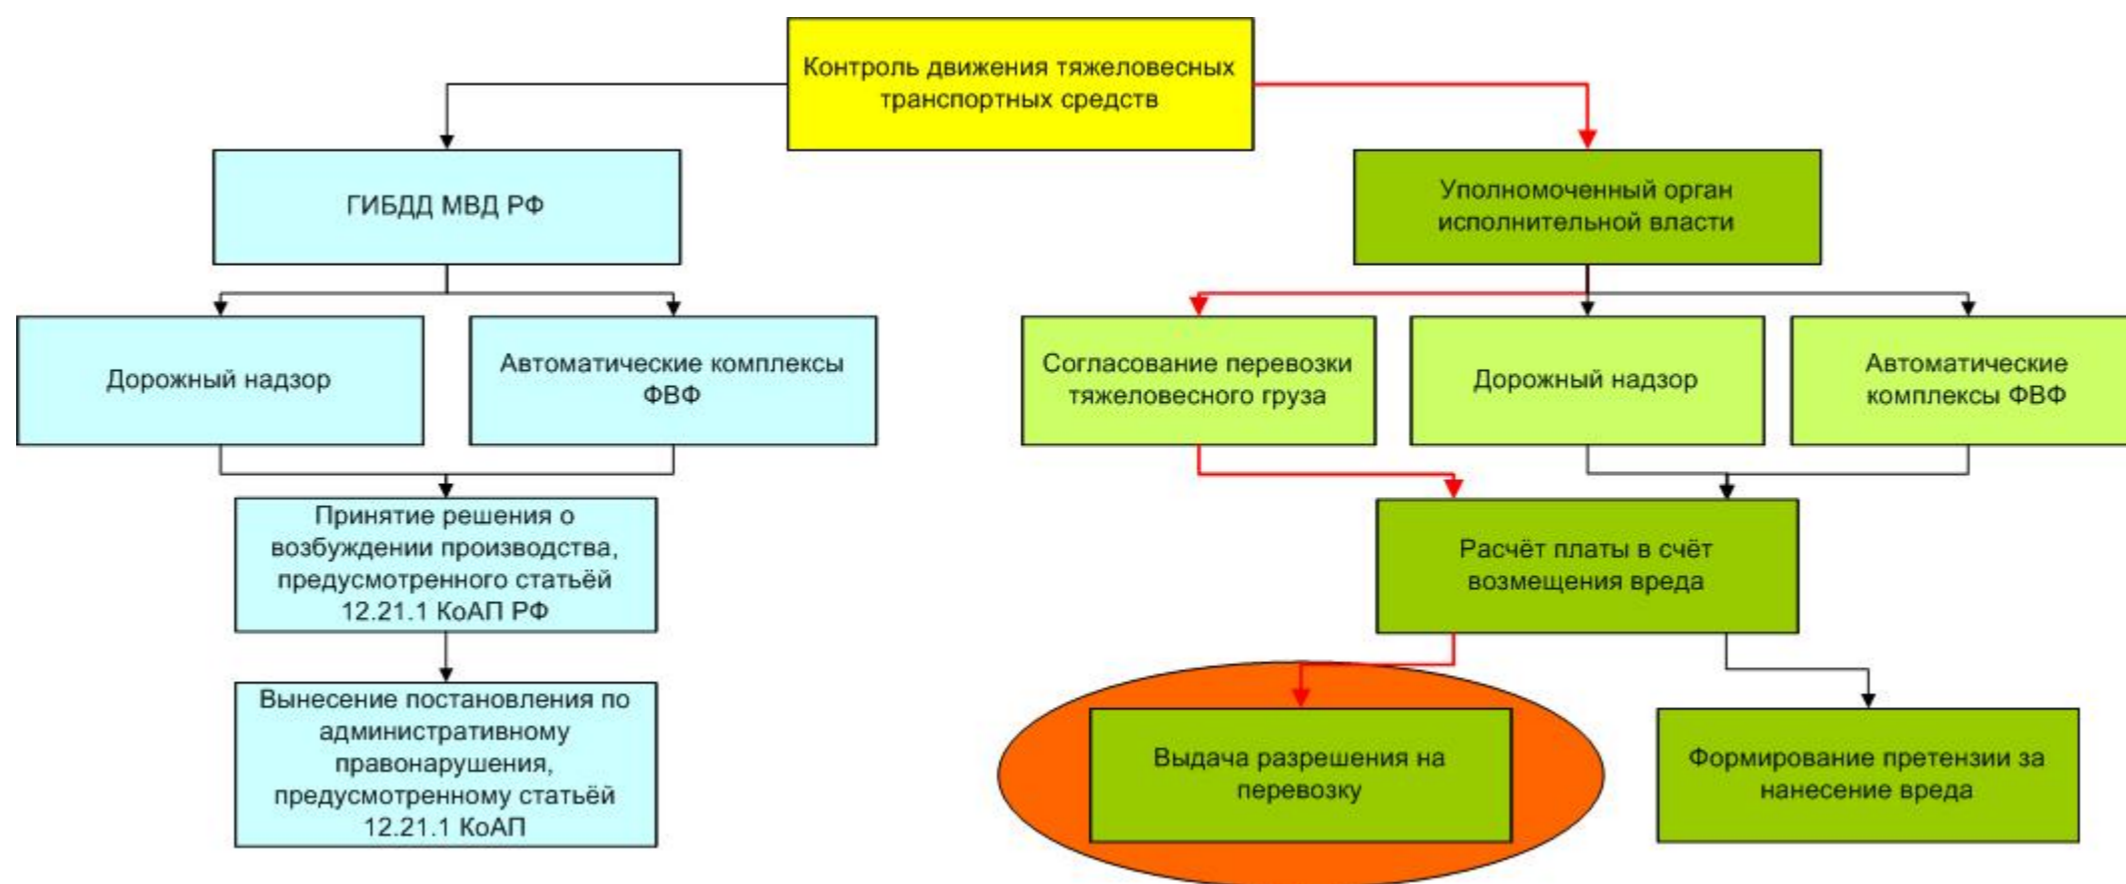 Контроль движения тяжеловесных
транспортных средств
ГИБДД МВД РФ
Уполномоченный орган
исполнительной власти
Дорожный надзор
Автоматические комплексы
ФВФ
Согласование перевозки
тяжеловесного груза
Дорожный надзор
Автоматические
комплексы ФВФ
Принятие решения о
возбуждении производства,
предусмотренного статьёй
12.21.1 КоАП РФ
Расчёт платы в счёт
возмещения вреда
Вынесение постановления по
административному
правонарушения,
предусмотренному статьёй
12.21.1 КоАП
Выдача разрешения на
перевозку
Формирование претензии за
нанесение вреда